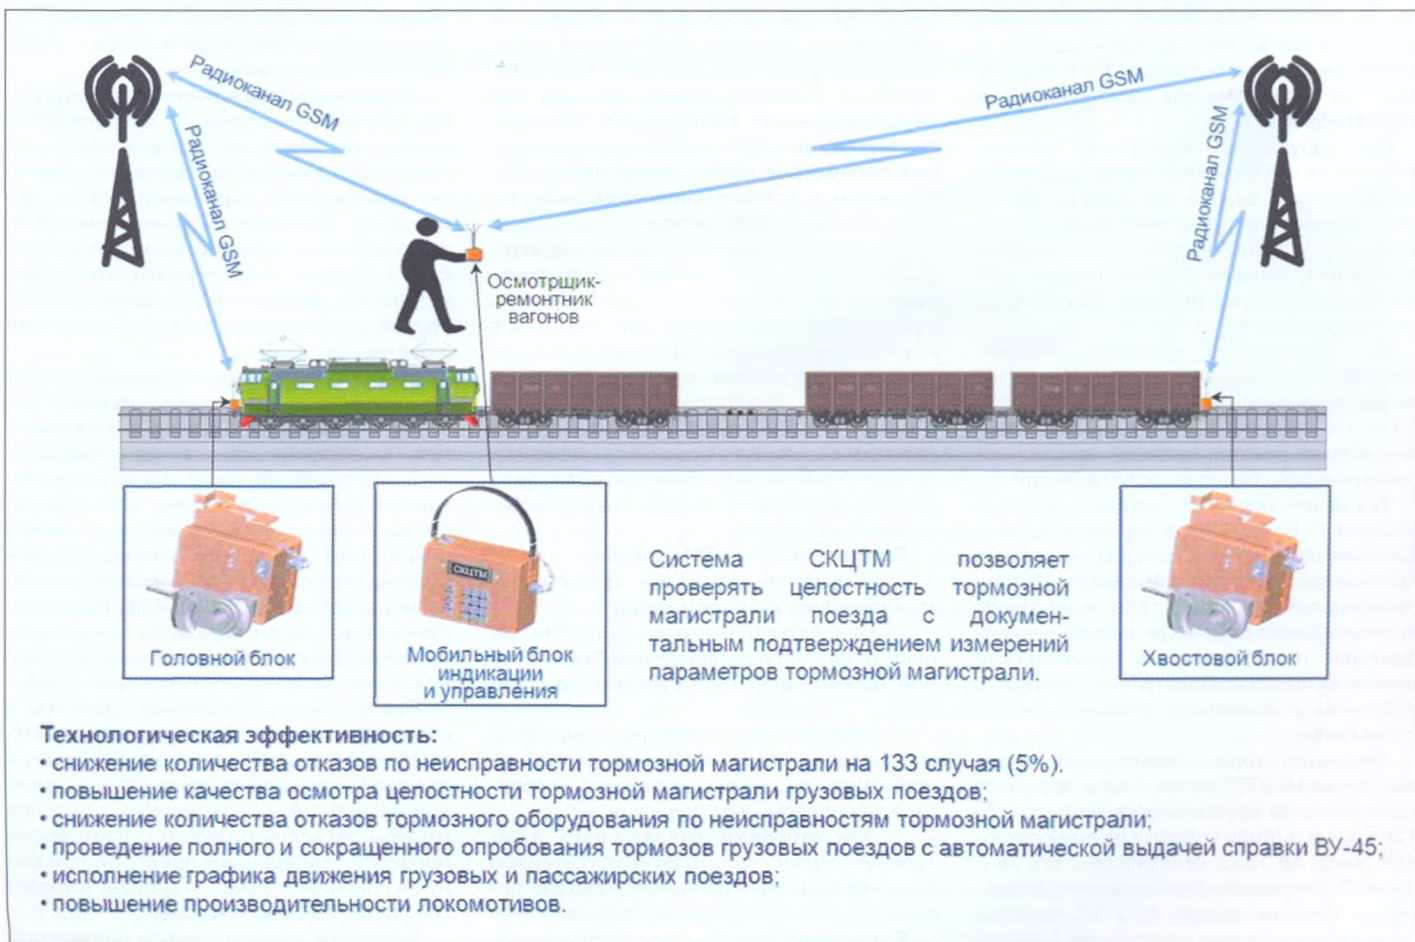 Радиоканал GSM
Радиоканал GSM
Радиоканал GSM
Радиоканал GSM
Осмотрщик-
ремонтник
вагонов
СКЦТМ
Головной блок
Мобильный блок
индикации
и управления
Система СКЦТМ позволяет
проверять целостность тормозной
магистрали поезда с докумен-
тальным подтверждением измерений
параметров тормозной магистрали.
Хвостовой блок
Технологическая эффективность:
• снижение количества отказов по неисправности тормозной магистрали на 133 случая (5%).
• повышение качества осмотра целостности тормозной магистрали грузовых поездов;
• снижение количества отказов тормозного оборудования по неисправностям тормозной магистрали;
• проведение полного и сокращенного опробования тормозов грузовых поездов с автоматической выдачей справки ВУ-45;
• исполнение графика движения грузовых и пассажирских поездов;
• повышение производительности локомотивов.